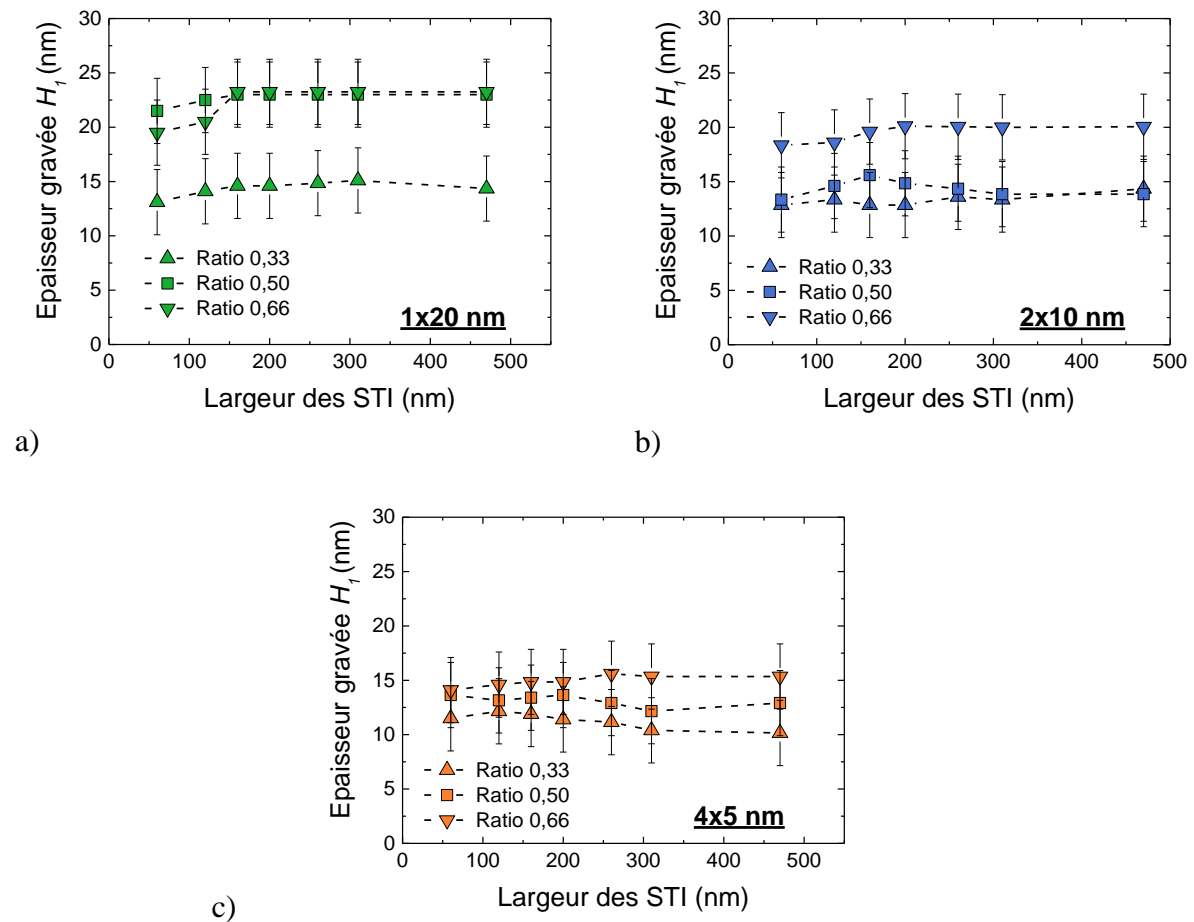 30
25
20
15
10
5
0
Epaisseur gravée H1 (nm)
Ratio 0,33
Ratio 0,50
Ratio 0,66
1x20 nm
0 100 200 300 400 500
Largeur des STI (nm)
a)
30
25
20
15
10
5
0
Epaisseur gravée H1 (nm)
Ratio 0,33
Ratio 0,50
Ratio 0,66
2x10 nm
0 100 200 300 400 500
Largeur des STI (nm)
b)
30
25
20
15
10
5
0
Epaisseur gravée H1 (nm)
Ratio 0,33
Ratio 0,50
Ratio 0,66
4x5 nm
0 100 200 300 400 500
Largeur des STI (nm)
c)